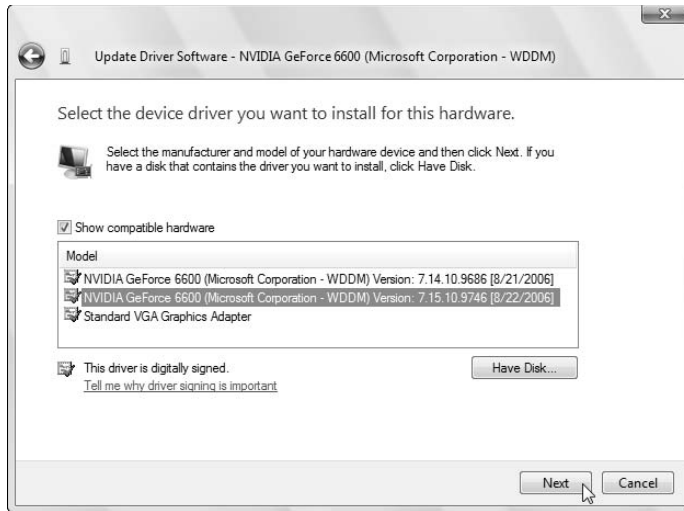 Update Driver Software - NVIDIA GeForce 6600 (Microsoft Corporation - WDDM)
Select the device driver you want to install for this hardware.
Select the manufacturer and model of your hardware device and then click Next. If you
have a disk that contains the driver you want to install, click Have Disk.
Show compatible hardware
Model
NVIDIA GeForce 6600 (Microsoft Corporation - WDDM) Version: 7.14.10.9686 [8/21/2006]
NVIDIA GeForce 6600 (Microsoft Corporation - WDDM) Version: 7.15.10.9746 [8/22/2006]
Standard VGA Graphics Adapter
This driver is digitally signed.
Have Disk...
Tell me why driver signing is important
Next
Cancel